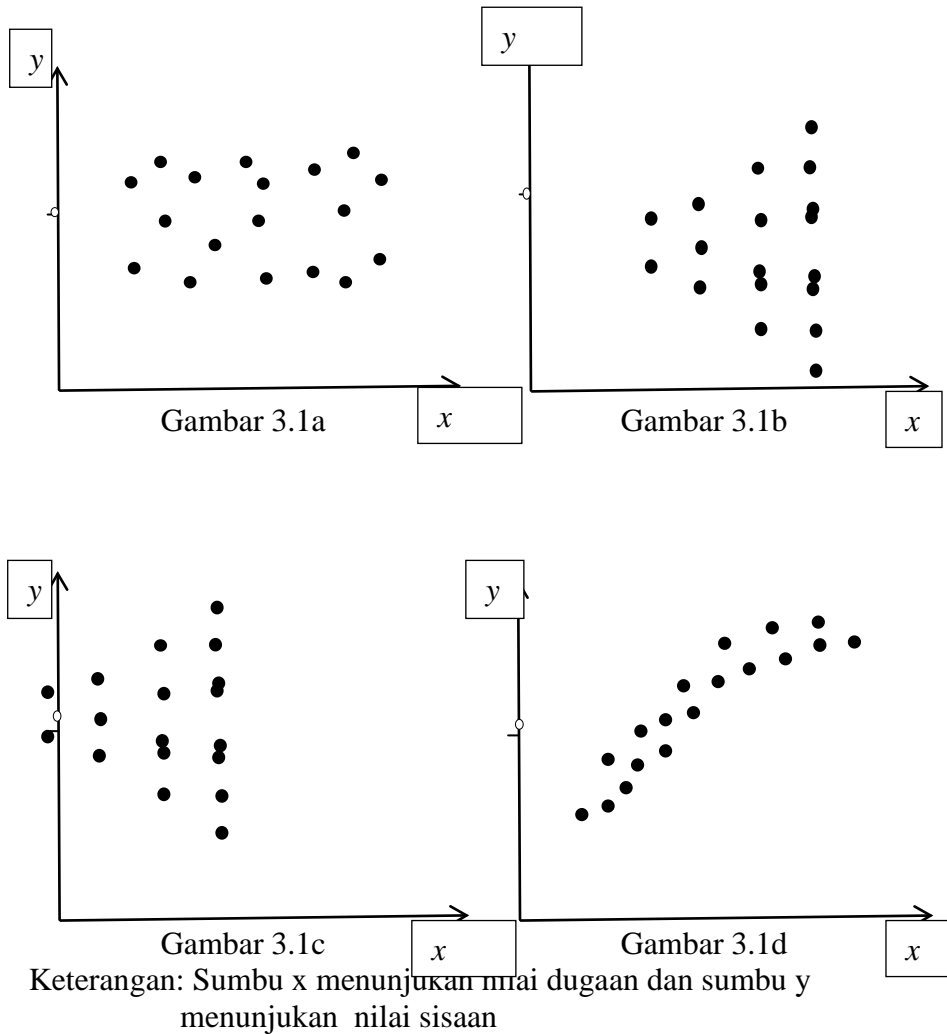 y
y
x
x
Gambar 3.1a
Gambar 3.1b
y
y
x
x
Gambar 3.1c
Gambar 3.1d
Keterangan: Sumbu x menunjukan nilai dugaan dan sumbu y
menunjukan nilai sisaan